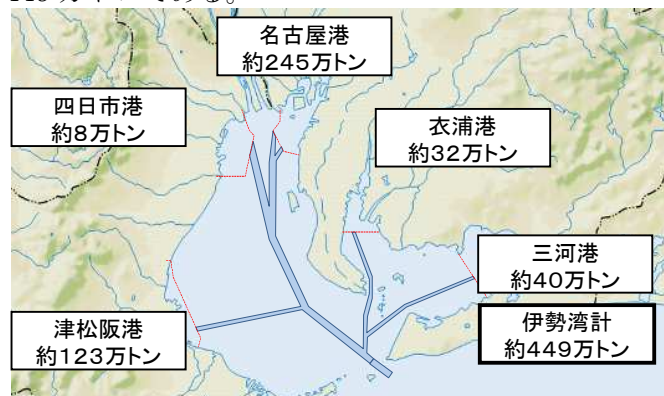 名古屋港
約245万トン
四日市港
約8万トン
衣浦港
約32万トン
三河港
約40万トン
伊勢湾計
約449万トン
津松阪港
約123万トン